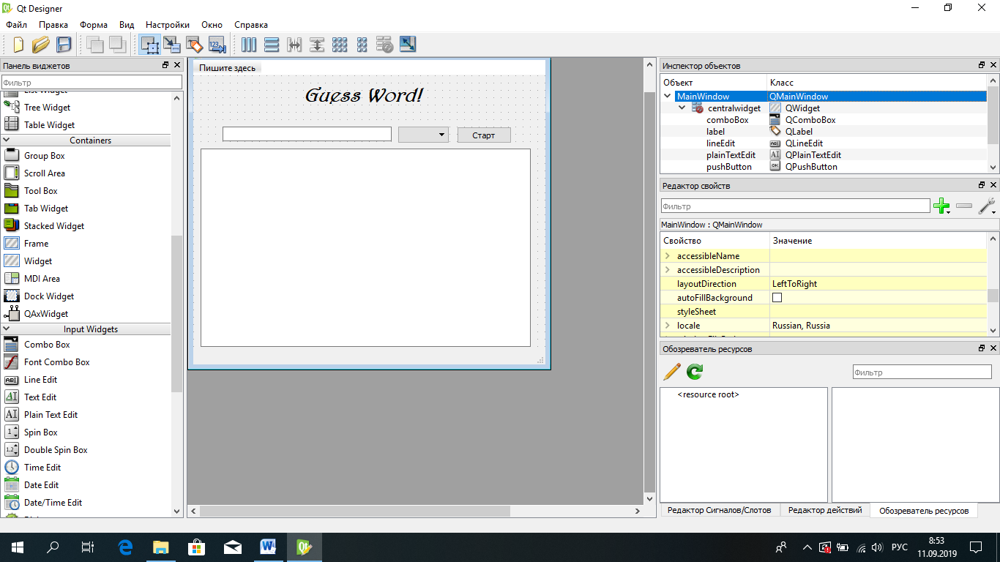 Qt Designer
Файл Правка Форма Вид Настройки Окно Справка
Панель виджетов
Фильтр
List Widget
Tree Widget
Table Widget
Containers
Group Box
Scroll Area
Tool Box
Tab Widget
Stacked Widget
Frame
Widget
MDI Area
Dock Widget
QAxWidget
Input Widgets
Combo Box
Font Combo Box
Line Edit
Text Edit
Plain Text Edit
Spin Box
Double Spin Box
Time Edit
Date Edit
Date/Time Edit
Пишите здесь
Guess Word!
Старт
Инспектор объектов
Объект Класс
MainWindow QMainWindow
centralwidget QWidget
comboBox QComboBox
label QLabel
lineEdit QLineEdit
plainTextEdit QPlainTextEdit
pushButton QPushButton
Редактор свойств
Фильтр
MainWindow : QMainWindow
Свойство Значение
accessibleName
accessibleDescription
layoutDirection LeftToRight
autoFillBackground
styleSheet
locale Russian, Russia
Обозреватель ресурсов
Фильтр
<resource root>
Редактор Сигналов/Слотов Редактор действий Обозреватель ресурсов
РУС
8:53
11.09.2019